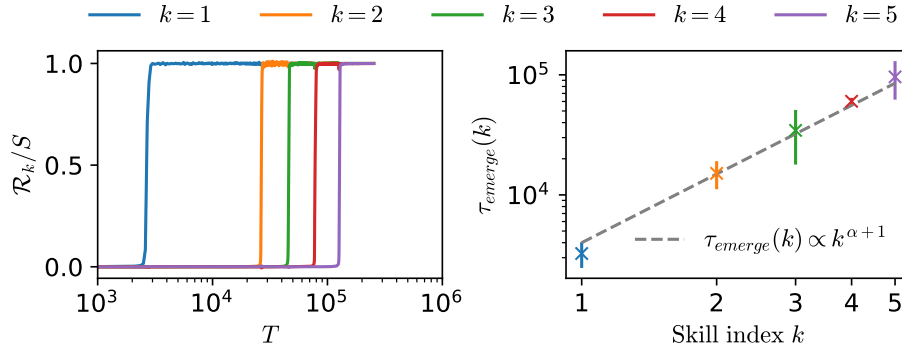 k = 1 k = 2 k = 3 k = 4 k = 5
1.0
0.5
0.0
R_k/S
10^3 10^4 10^5 10^6
T
10^5
10^4
τ_emerge(k)
τ_emerge(k) ∝ k^{α+1}
1 2 3 4 5
Skill index k